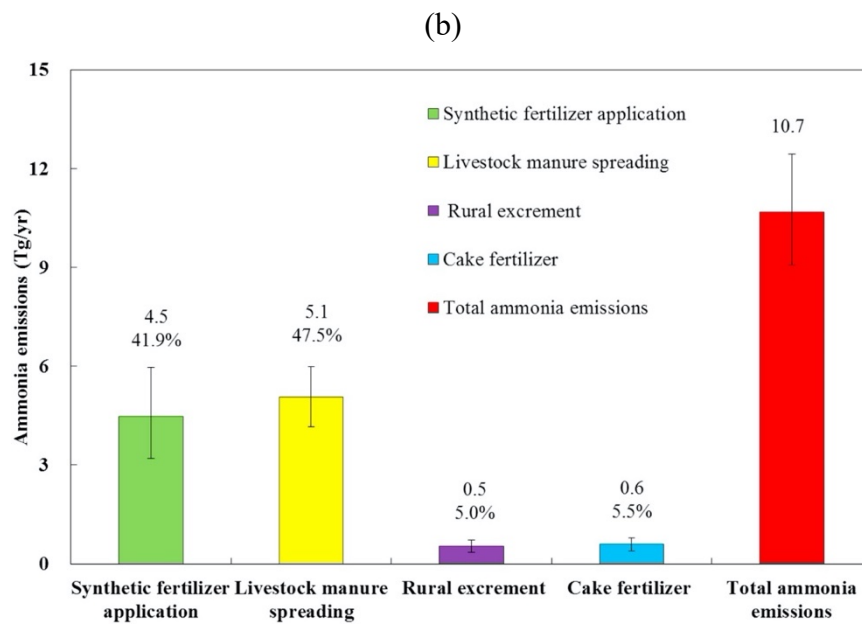 (b)
Ammonia emissions (Tg/yr)
15
12
9
6
3
0
Synthetic fertilizer application
Livestock manure spreading
Rural excrement
Cake fertilizer
Total ammonia emissions
4.5
41.9%
5.1
47.5%
0.5
5.0%
0.6
5.5%
10.7
Synthetic fertilizer
application
Livestock manure
spreading
Rural excrement
Cake fertilizer
Total ammonia
emissions